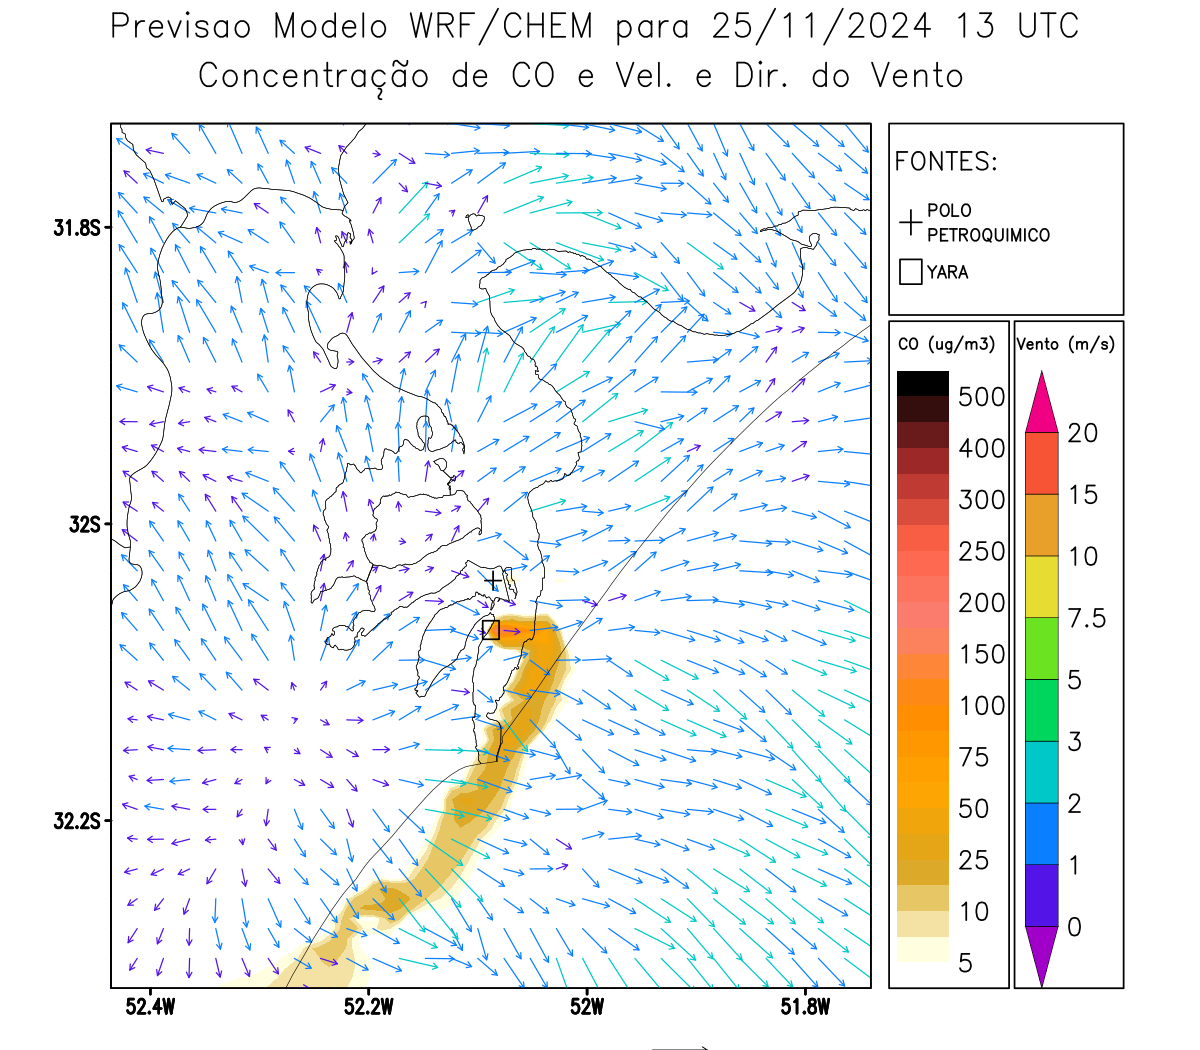 Previsao Modelo WRF/CHEM para 25/11/2024 13 UTC
Concentração de CO e Vel. e Dir. do Vento
FONTES:
POLO
PETROQUIMICO
YARA
CO (ug/m3)
500
400
300
250
200
150
100
75
50
25
10
5
Vento (m/s)
20
15
10
7.5
5
3
2
1
0
31.8S
32S
32.2S
52.4W
52.2W
52W
51.8W